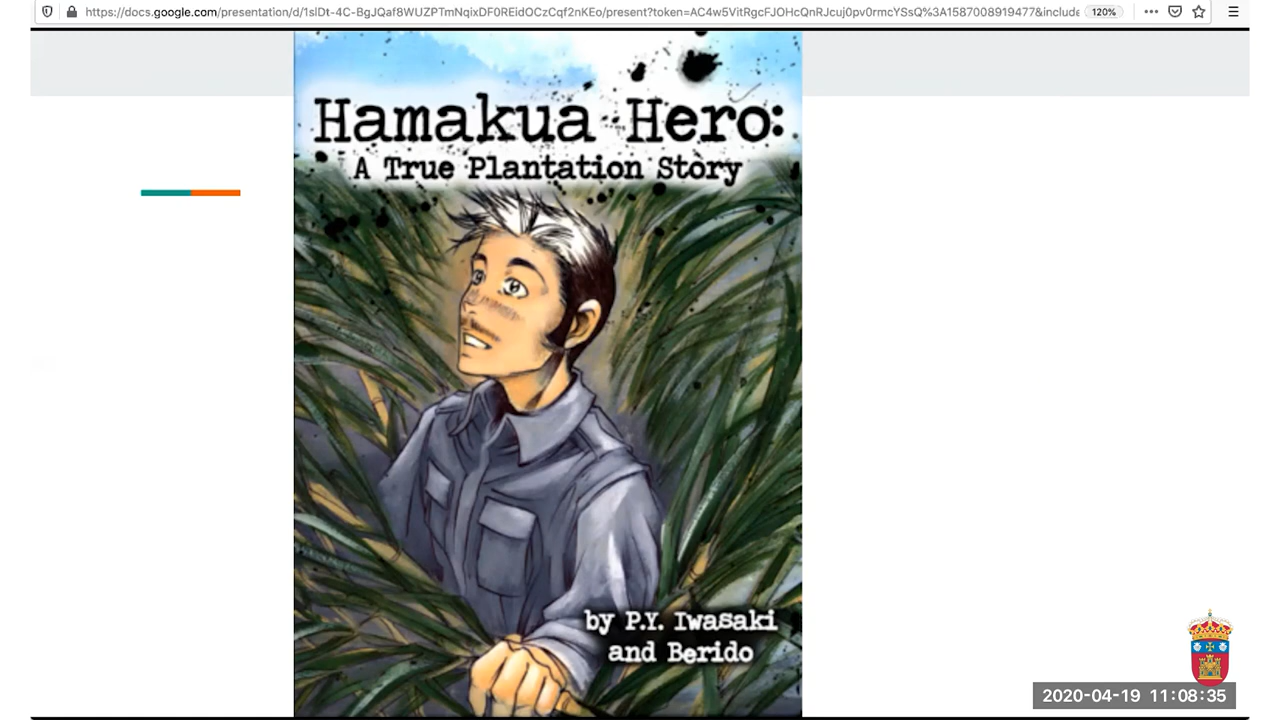 https://docs.google.com/presentation/d/1slDt-4C-BgJQaf8WUZPTmNqixDF0REidOCzCqf2nKEo/present?token=AC4w5VitRgcFJOHcQnRJcuj0pv0rmcYSsQ%3A1587008919477&include 120%
Hamakua Hero:
A True Plantation Story
by P.Y. Iwasaki
and Berido
2020-04-19 11:08:35